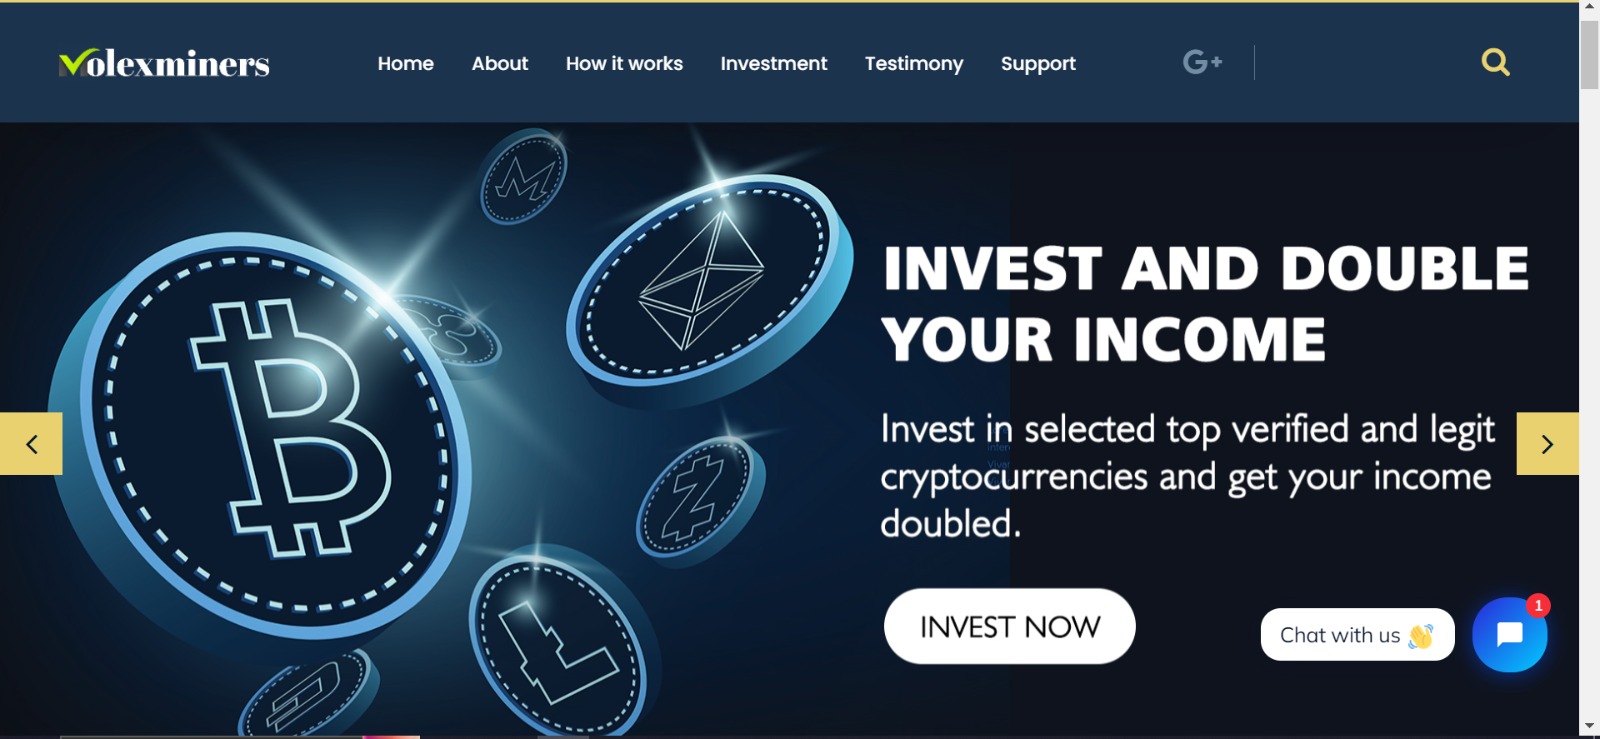 Volexminers
Home About How it works Investment Testimony Support
G+
INVEST AND DOUBLE
YOUR INCOME
Invest in selected top verified and legit
cryptocurrencies and get your income
doubled.
INVEST NOW
Chat with us 👋
1